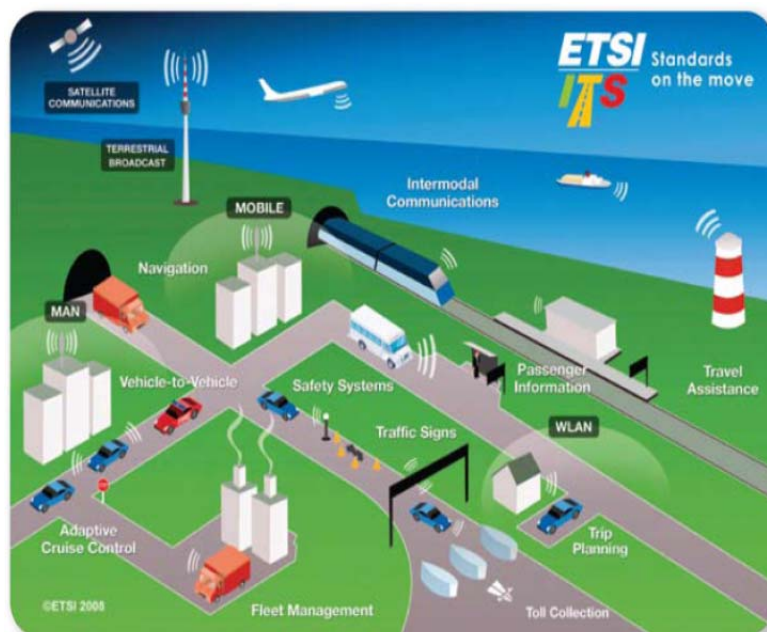 ETSI
ITS
Standards
on the move
SATELLITE
COMMUNICATIONS
TERRESTRIAL
BROADCAST
Intermodal
Communications
MOBILE
Navigation
MAN
Vehicle-to-Vehicle
Safety Systems
Passenger
Information
Travel
Assistance
Traffic Signs
WLAN
Adaptive
Cruise Control
Trip
Planning
©ETSI 2008
Fleet Management
Toll Collection